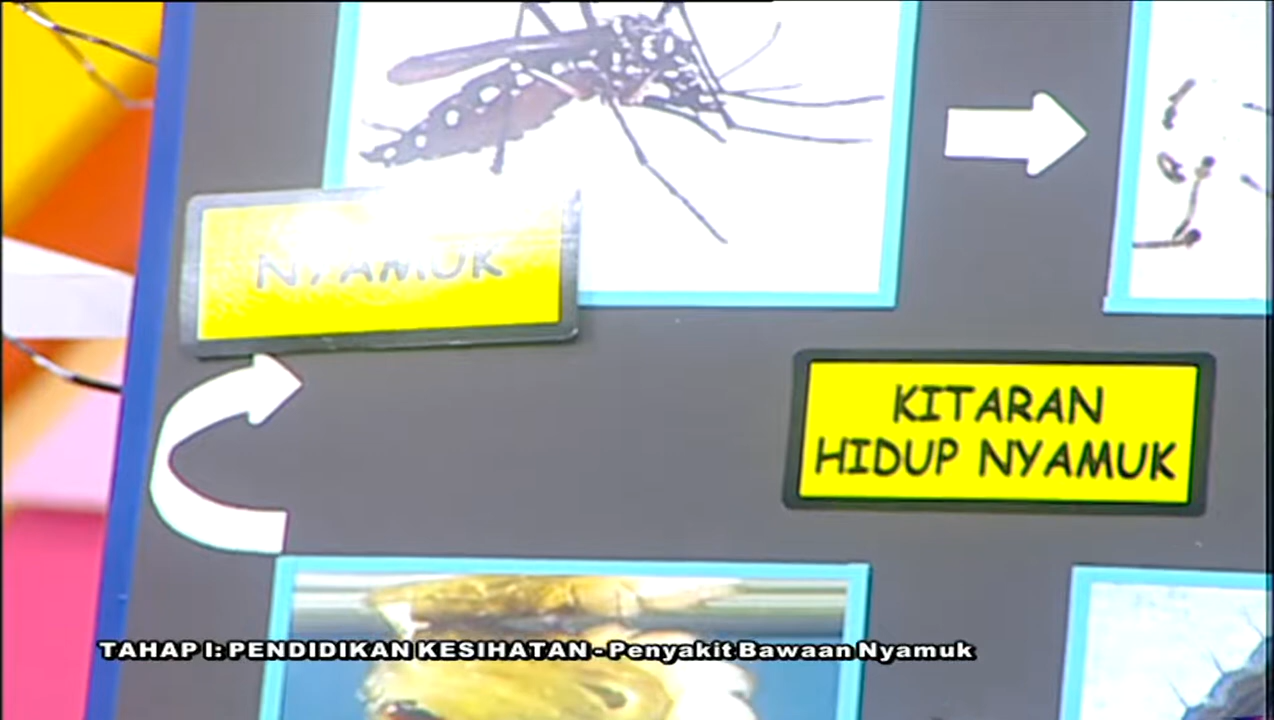 NYAMUK
KITARAN
HIDUP NYAMUK
TAHAP I: PENDIDIKAN KESIHATAN - Penyakit Bawaan Nyamuk